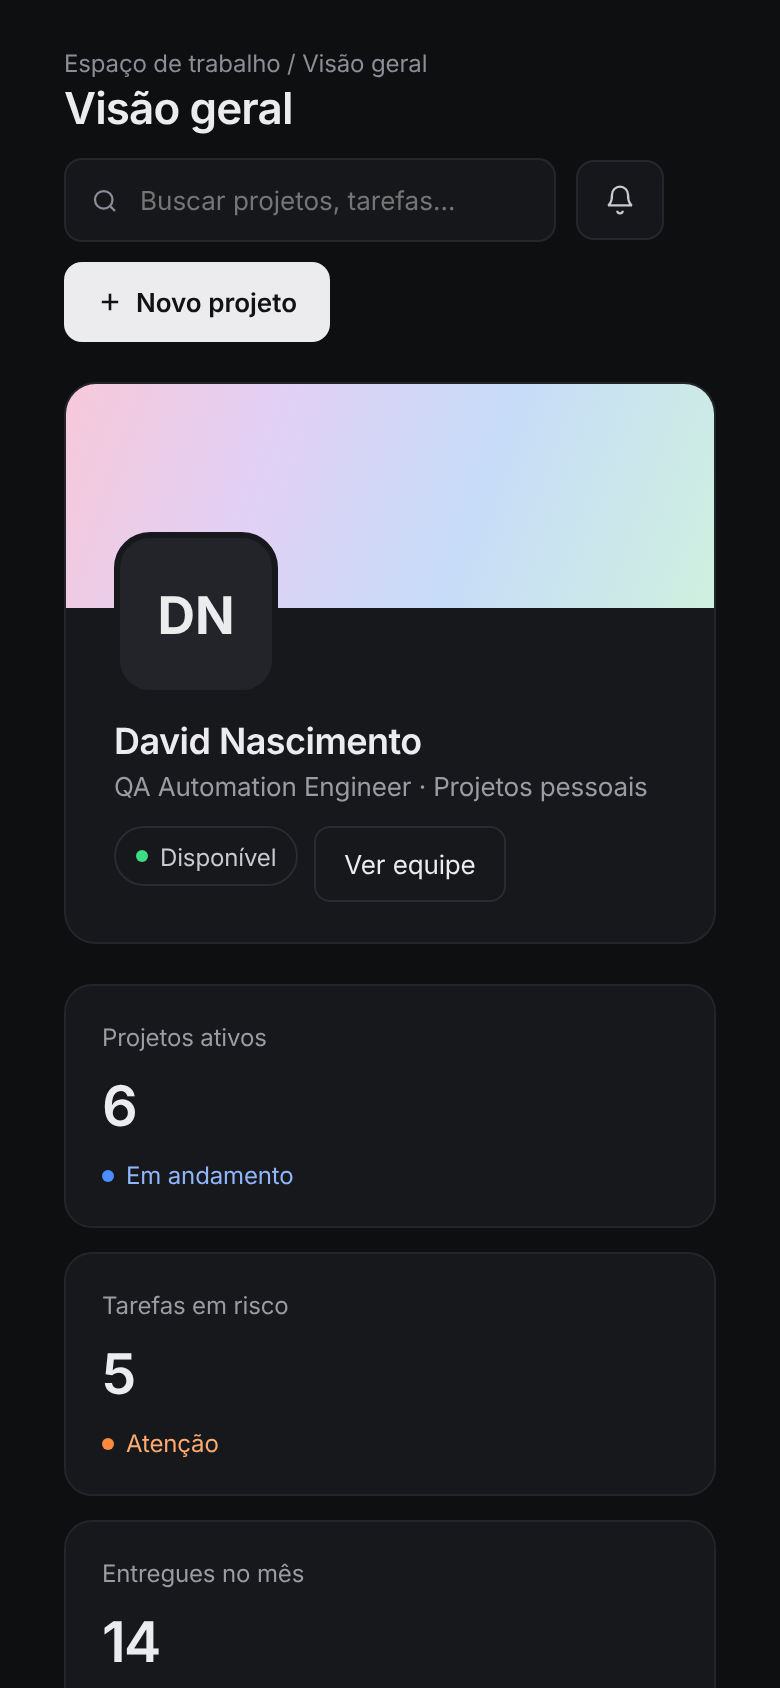 Espaço de trabalho / Visão geral
Visão geral
Buscar projetos, tarefas...
+ Novo projeto
DN
David Nascimento
QA Automation Engineer · Projetos pessoais
Disponível
Ver equipe
Projetos ativos
6
Em andamento
Tarefas em risco
5
Atenção
Entregues no mês
14